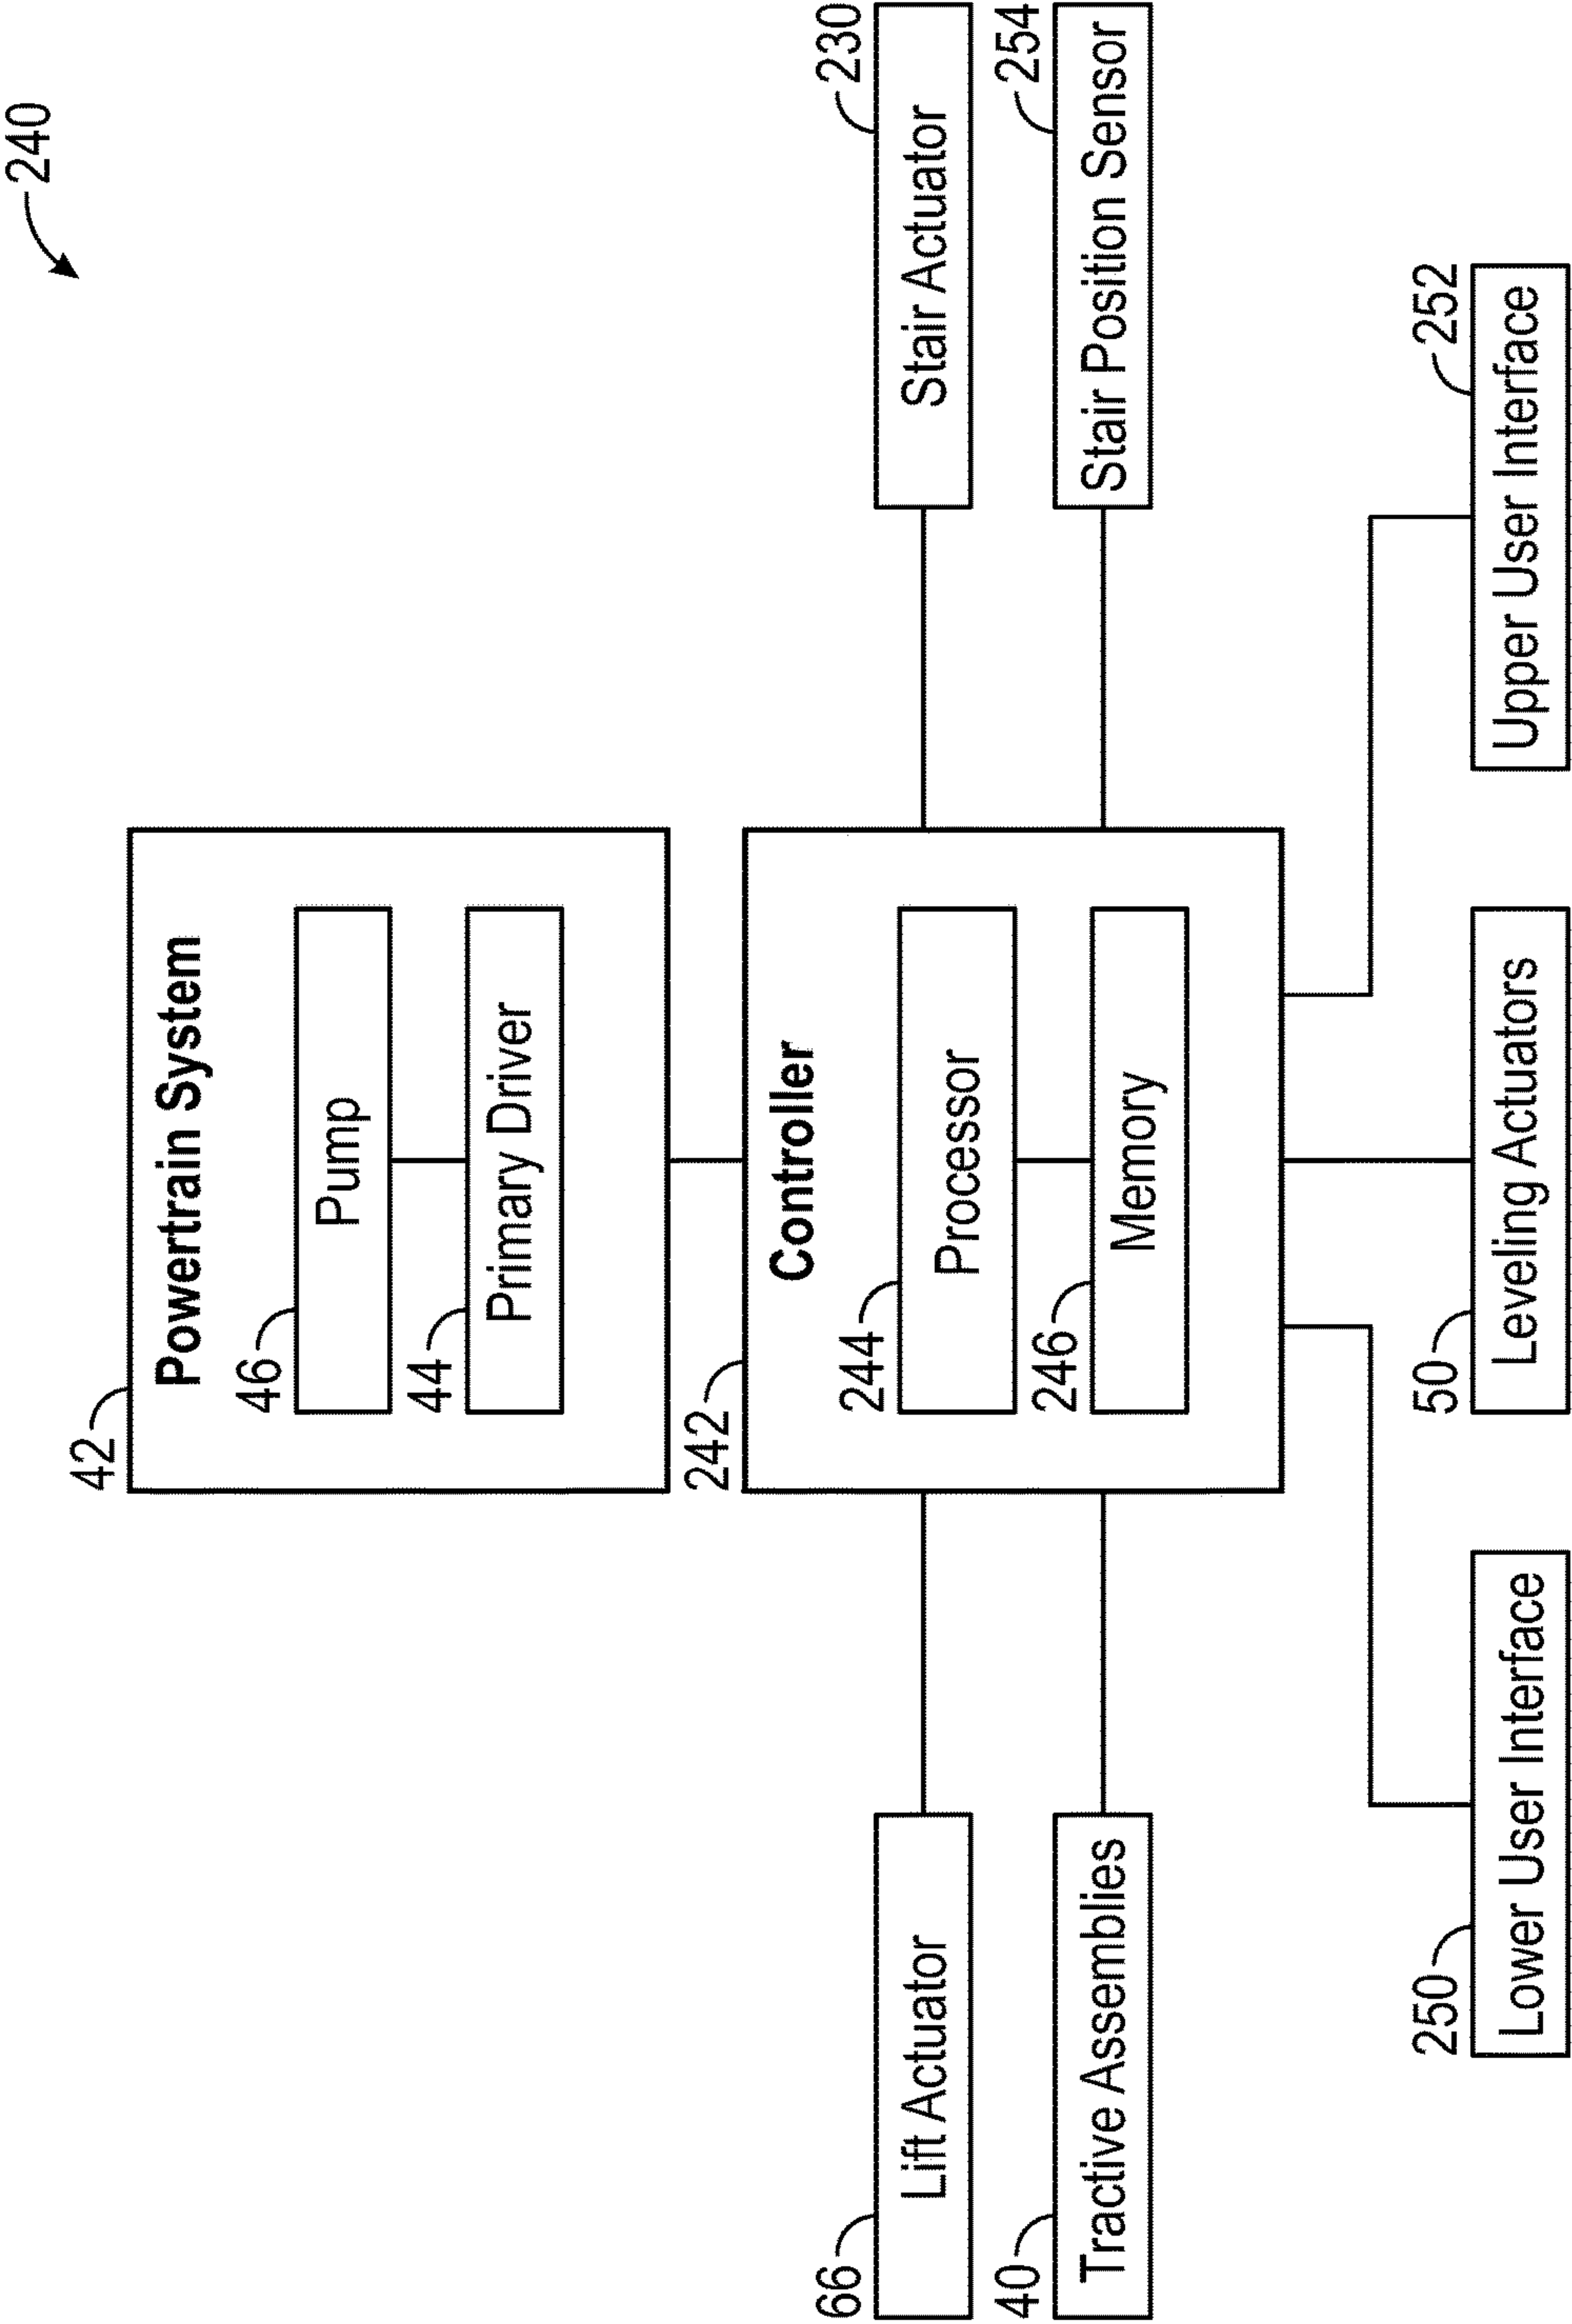 240
42
Powertrain System
46
Pump
44
Primary Driver
242
Controller
244
Processor
246
Memory
66
Lift Actuator
40
Tractive Assemblies
230
Stair Actuator
254
Stair Position Sensor
250
Lower User Interface
50
Leveling Actuators
252
Upper User Interface